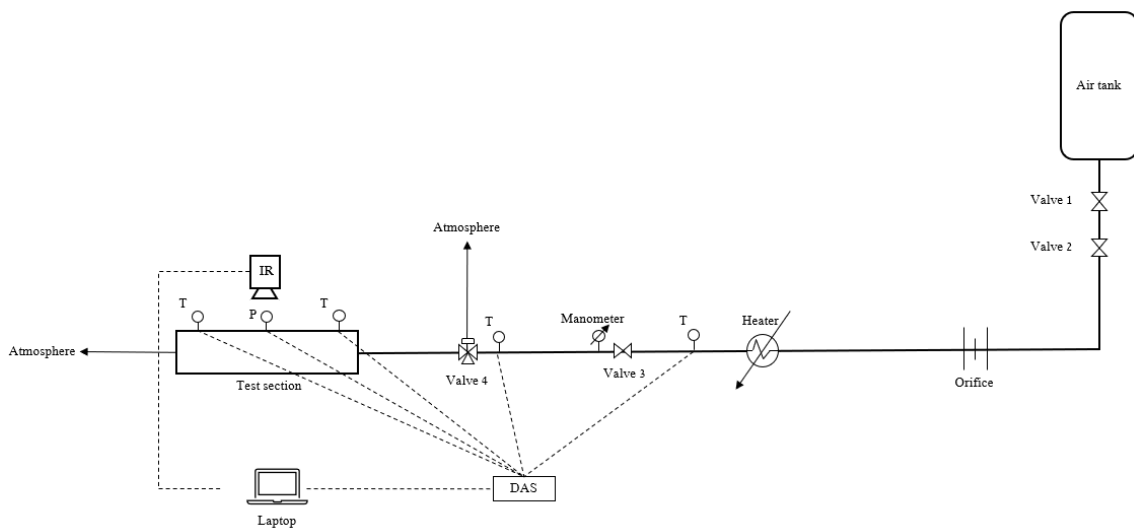 Air tank
Valve 1
Valve 2
Atmosphere
IR
T
P
T
T
Manometer
T
Heater
Atmosphere
Test section
Valve 4
Valve 3
Orifice
DAS
Laptop